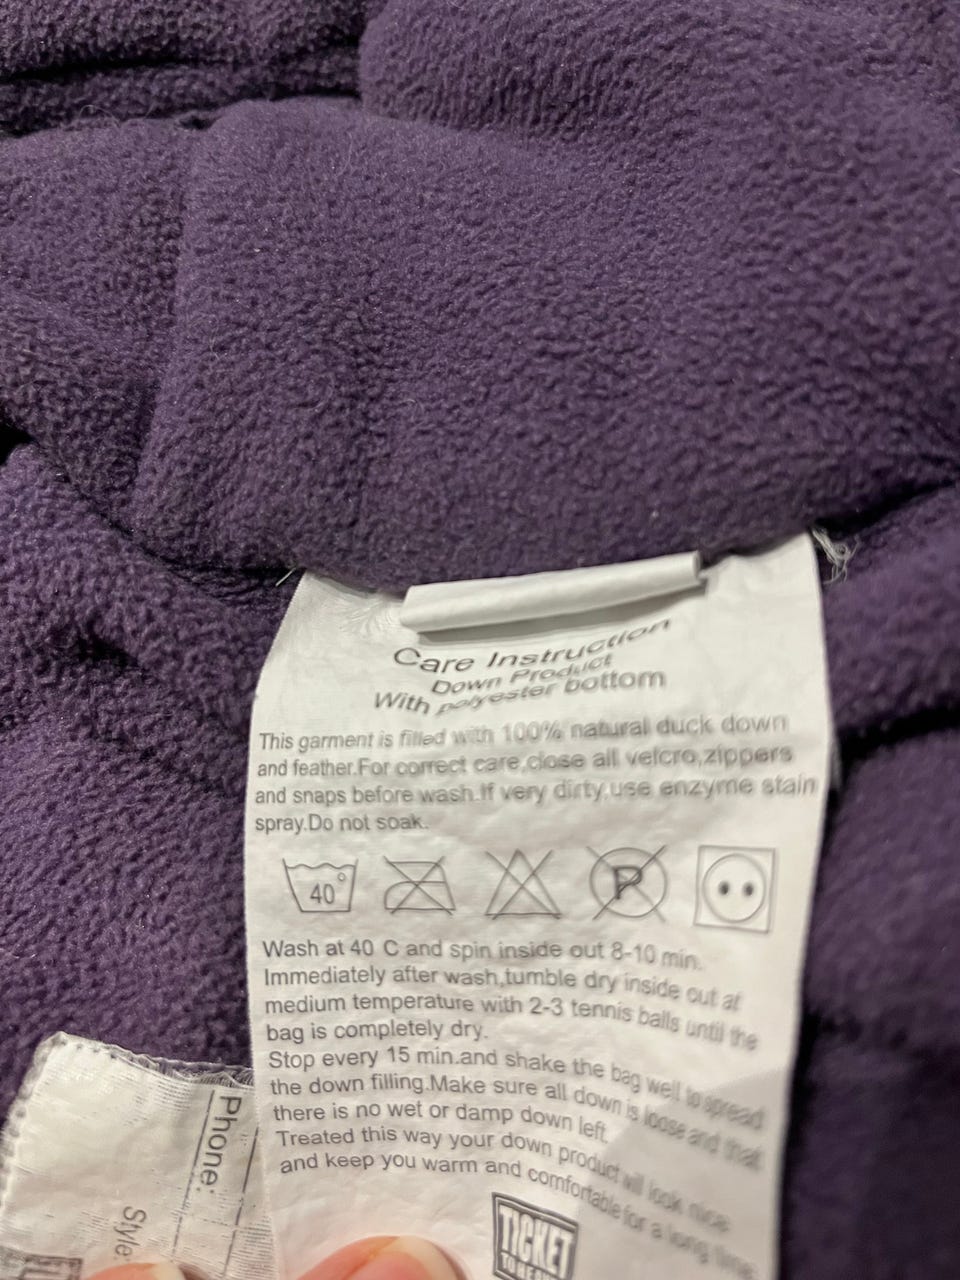 Care Instruction
Down Product
With polyester bottom
This garment is filled with 100% natural duck down
and feather.For correct care,close all velcro,zippers
and snaps before wash.If very dirty,use enzyme stain
spray.Do not soak.
40°
P
Wash at 40 C and spin inside out 8-10 min.
Immediately after wash,tumble dry inside out at
medium temperature with 2-3 tennis balls until the
bag is completely dry.
Stop every 15 min.and shake the bag well to spread
the down filling.Make sure all down is loose and that
there is no wet or damp down left.
Treated this way your down product will look nice
and keep you warm and comfortable for a long time.
TICKET
Phone:
Style: